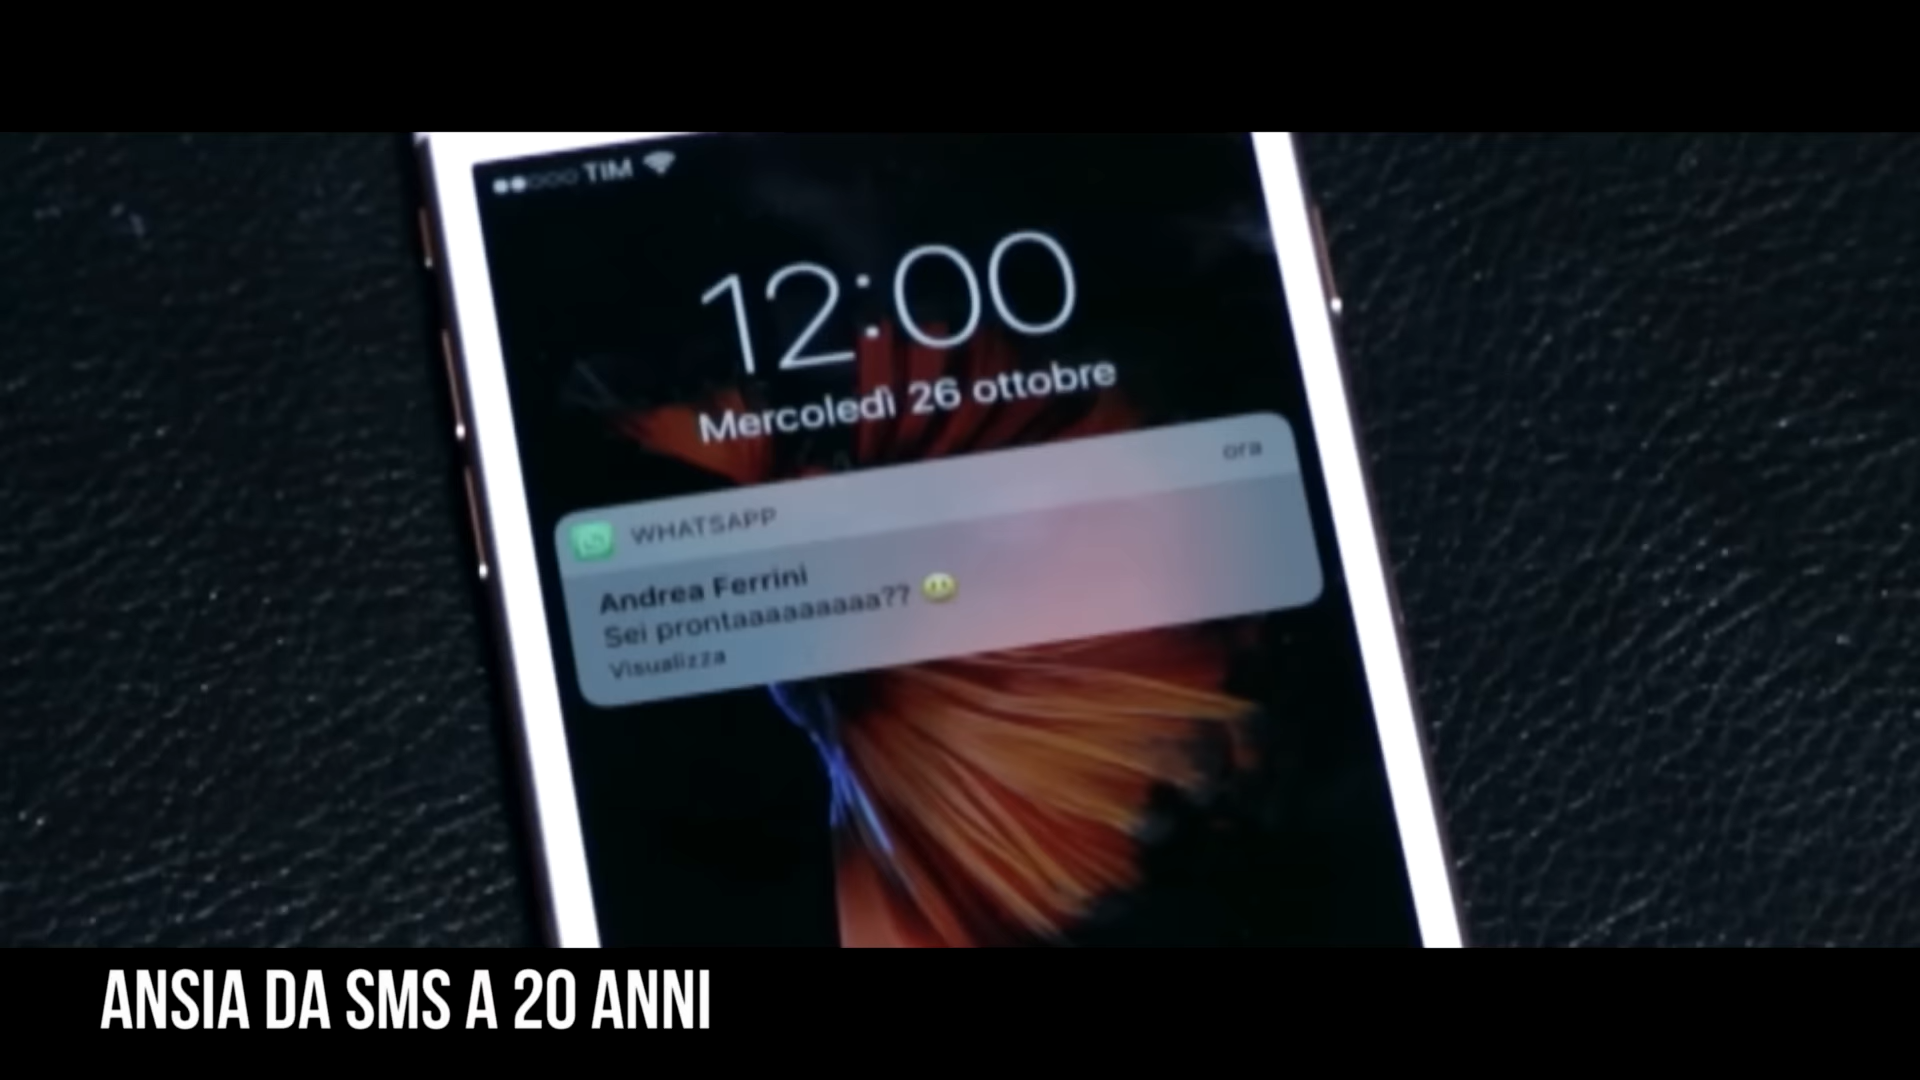 TIM
12:00
Mercoledì 26 ottobre
WHATSAPP
ora
Andrea Ferrini
Sei prontaaaaaaaaa??
Visualizza
ANSIA DA SMS A 20 ANNI